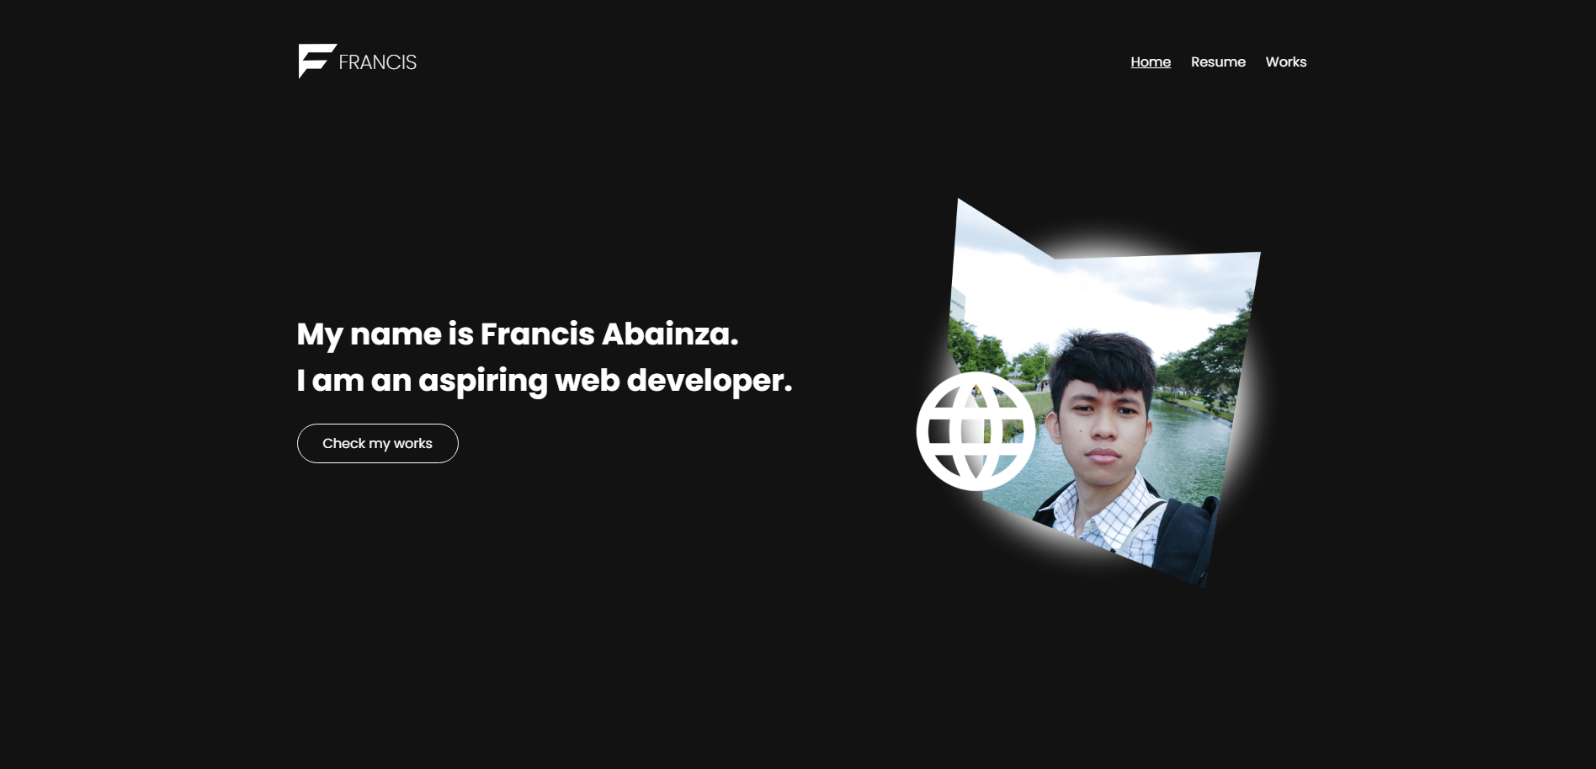 FRANCIS
Home Resume Works
My name is Francis Abainza.
I am an aspiring web developer.
Check my works